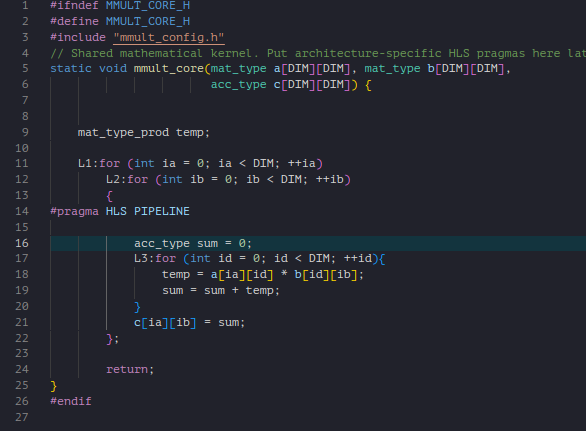 1 #ifndef MMULT_CORE_H
2 #define MMULT_CORE_H
3 #include "mmult_config.h"
4 // Shared mathematical kernel. Put architecture-specific HLS pragmas here lat
5 static void mmult_core(mat_type a[DIM][DIM], mat_type b[DIM][DIM],
6 acc_type c[DIM][DIM]) {
7
8
9 mat_type_prod temp;
10
11 L1:for (int ia = 0; ia < DIM; ++ia)
12 L2:for (int ib = 0; ib < DIM; ++ib)
13 {
14 #pragma HLS PIPELINE
15
16 acc_type sum = 0;
17 L3:for (int id = 0; id < DIM; ++id){
18 temp = a[ia][id] * b[id][ib];
19 sum = sum + temp;
20 }
21 c[ia][ib] = sum;
22 };
23
24 return;
25 }
26 #endif
27